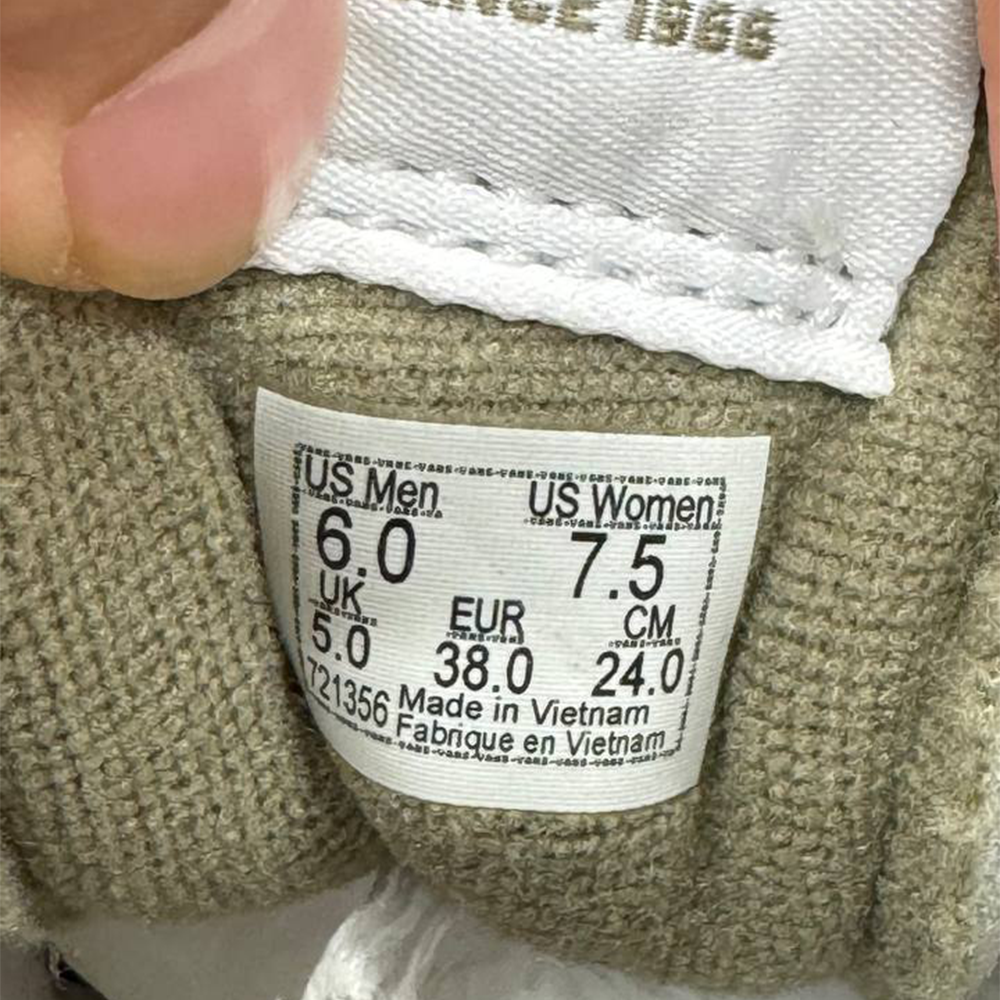 1966
US Men US Women
6.0 7.5
UK EUR CM
5.0 38.0 24.0
721356 Made in Vietnam
Fabrique en Vietnam